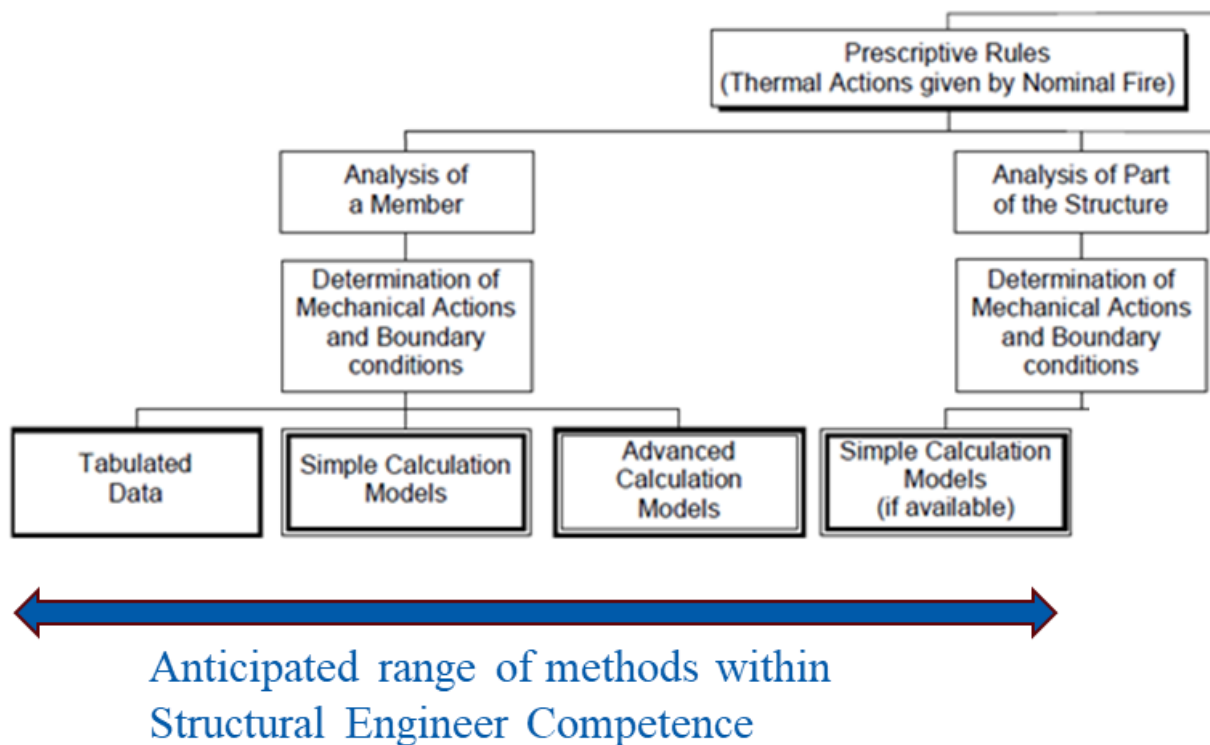 Prescriptive Rules
(Thermal Actions given by Nominal Fire)
Analysis of
a Member
Analysis of Part
of the Structure
Determination of
Mechanical Actions
and Boundary
conditions
Determination of
Mechanical Actions
and Boundary
conditions
Tabulated
Data
Simple Calculation
Models
Advanced
Calculation
Models
Simple Calculation
Models
(if available)
Anticipated range of methods within
Structural Engineer Competence